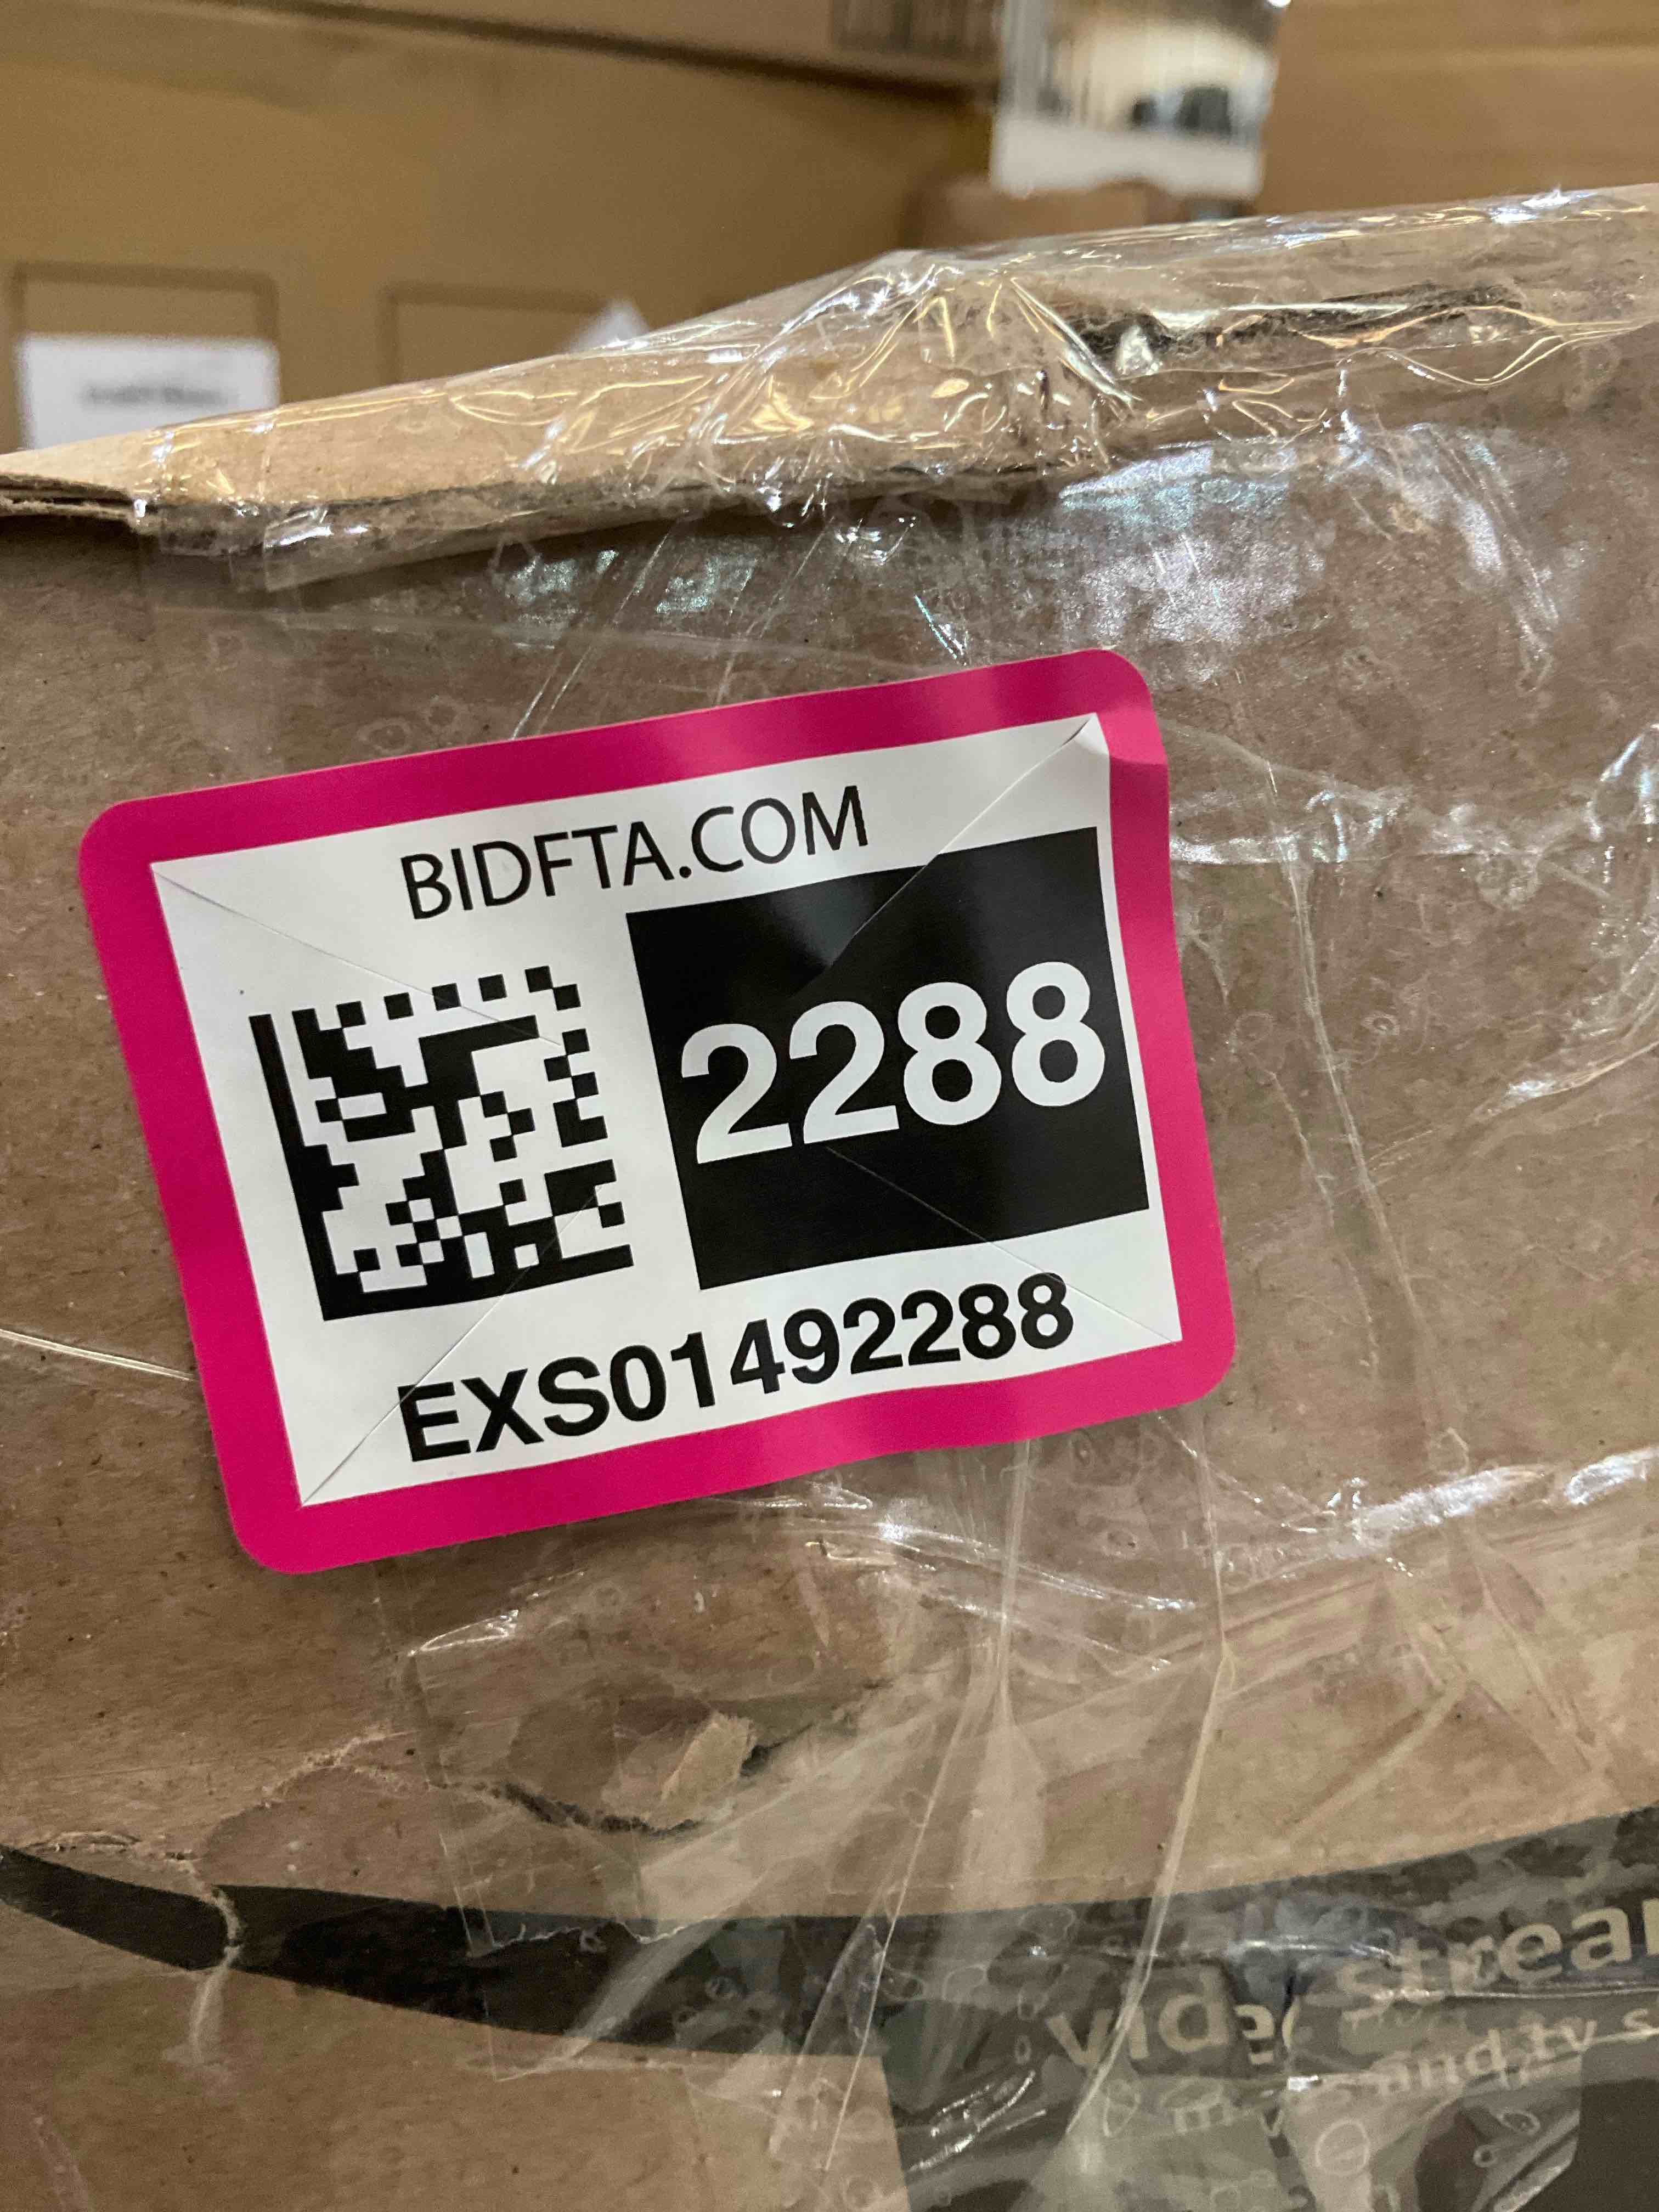 BIDFTA.COM
2288
EXS01492288
video strea
and tv s